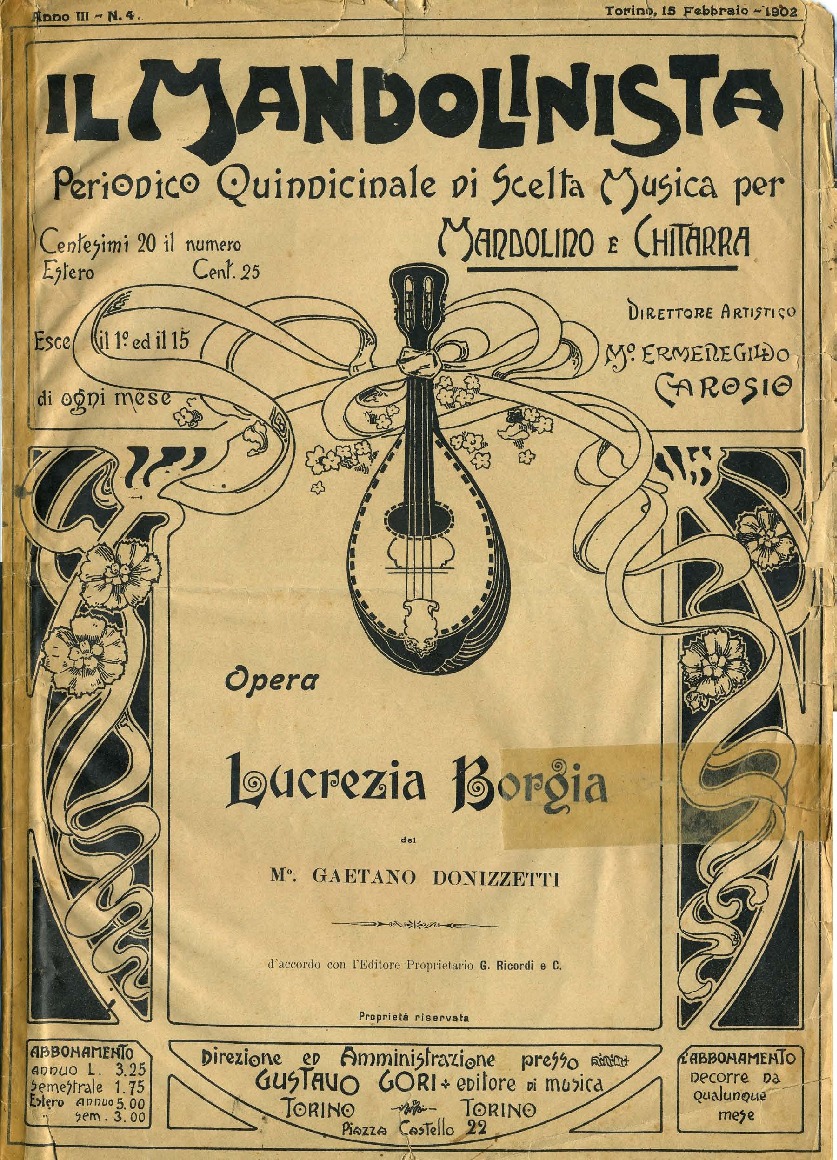 Anno III - N. 4.
Torino, 15 Febbraio - 1902
IL MANDOLINISTA
Periodico Quindicinale di Scelta Musica per
Mandolino e Chitarra
Centesimi 20 il numero
Estero Cent. 25
Esce il 1º ed il 15
di ogni mese
Direttore Artistico
Mº. Ermenegildo
Carosio
Opera
Lucrezia Borgia
del
Mº. GAETANO DONIZZETTI
d'accordo con l'Editore Proprietario G. Ricordi e C.
Proprietà riservata
ABBONAMENTO
annuo L. 3.25
Semestrale 1.75
Estero annuo 5.00
" sem. 3.00
Direzione ed Amministrazione presso
GUSTAVO GORI editore di musica
TORINO TORINO
Piazza Castello 22
L'ABBONAMENTO
decorre da
qualunque
mese